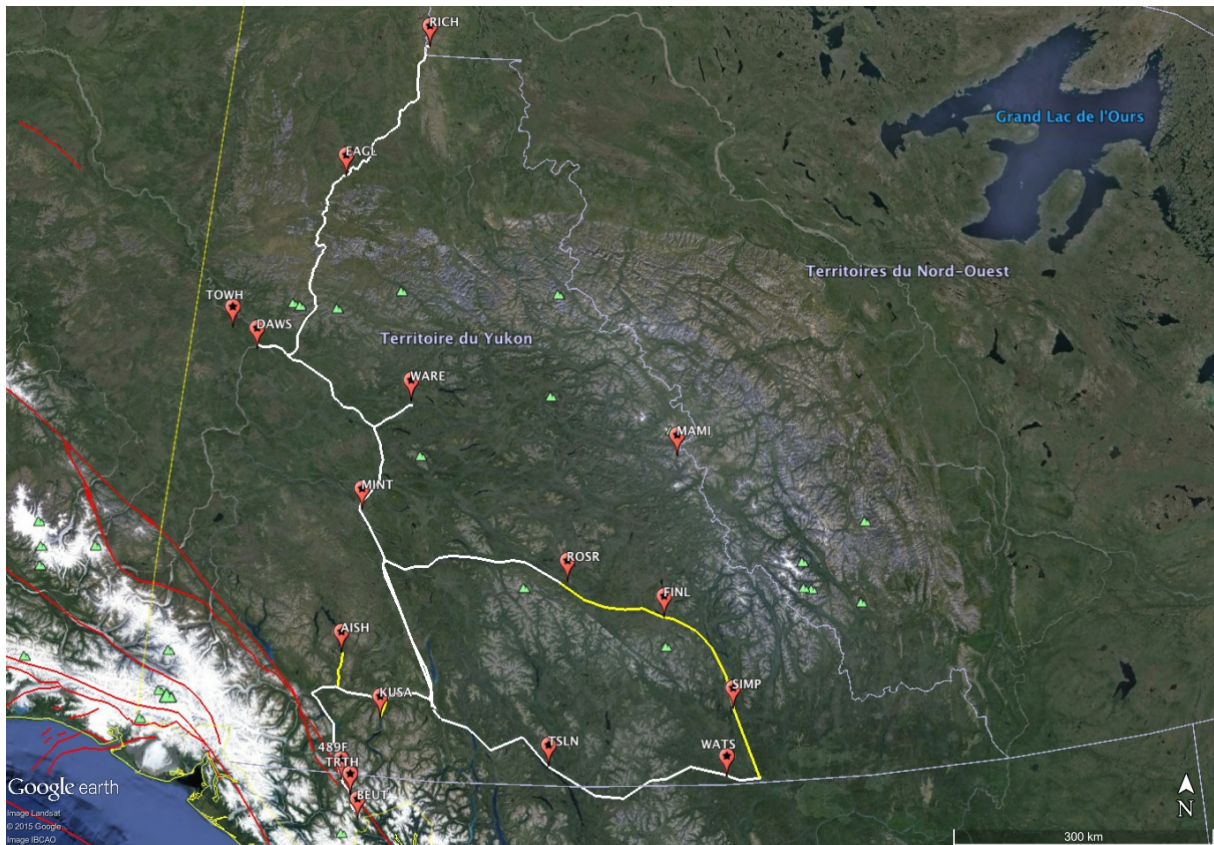 RICH
Grand Lac de l'Ours
EAGL
Territoires du Nord-Ouest
TOWH
DAWS
Territoire du Yukon
WARE
MAMI
MINT
ROSR
FINL
AISH
SIMP
KUSA
TSLN
WATS
489F
TRTH
BEUT
Google earth
Image Landsat
© 2015 Google
Image IBCAO
N
300 km